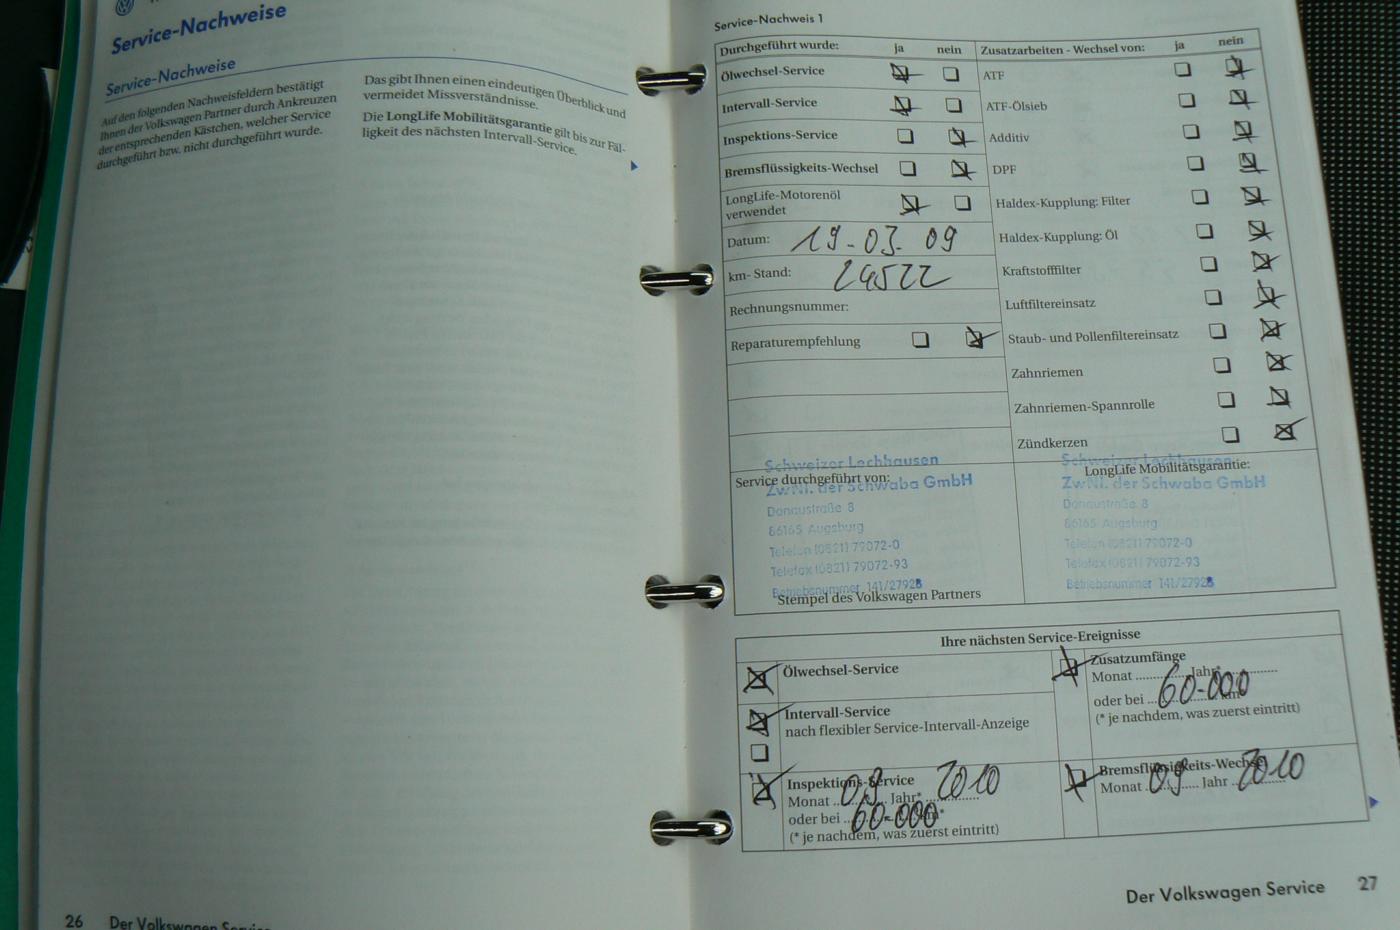 Service-Nachweise
Service-Nachweise
Auf den folgenden Nachweisfeldern bestätigt
Ihnen der Volkswagen Partner durch Ankreuzen
der entsprechenden Kästchen, welcher Service
durchgeführt bzw. nicht durchgeführt wurde.
Das gibt Ihnen einen eindeutigen Überblick und
vermeidet Missverständnisse.
Die LongLife Mobilitätsgarantie gilt bis zur Fäl-
ligkeit des nächsten Intervall-Service.
26 Der Volkswagen Service
Service-Nachweis 1
Durchgeführt wurde: ja nein
Ölwechsel-Service
Intervall-Service
Inspektions-Service
Bremsflüssigkeits-Wechsel
LongLife-Motorenöl
verwendet
Datum: 19-03-09
km-Stand: 24522
Rechnungsnummer:
Reparaturempfehlung
Zusatzarbeiten - Wechsel von: ja nein
ATF
ATF-Ölsieb
Additiv
DPF
Haldex-Kupplung: Filter
Haldex-Kupplung: Öl
Kraftstofffilter
Luftfiltereinsatz
Staub- und Pollenfiltereinsatz
Zahnriemen
Zahnriemen-Spannrolle
Zündkerzen
Schweizer Lechhausen
Service durchgeführt von:
ZwNl. der Schwaba GmbH
Donaustraße 8
86165 Augsburg
Telefon (0821) 79072-0
Telefax (0821) 79072-93
Betriebsnummer 141/27928
Stempel des Volkswagen Partners
Schweizer Lechhausen
LongLife Mobilitätsgarantie:
ZwNl. der Schwaba GmbH
Donaustraße 8
86165 Augsburg
Telefon (0821) 79072-0
Telefax (0821) 79072-93
Betriebsnummer 141/27928
Ihre nächsten Service-Ereignisse
Ölwechsel-Service
Intervall-Service
nach flexibler Service-Intervall-Anzeige
Inspektions-Service
Monat 09 Jahr* 2010
oder bei 60-000 km*
(* je nachdem, was zuerst eintritt)
Zusatzumfänge
Monat Jahr*
oder bei 60-000 km*
(* je nachdem, was zuerst eintritt)
Bremsflüssigkeits-Wechsel
Monat 09 Jahr 2010
Der Volkswagen Service 27